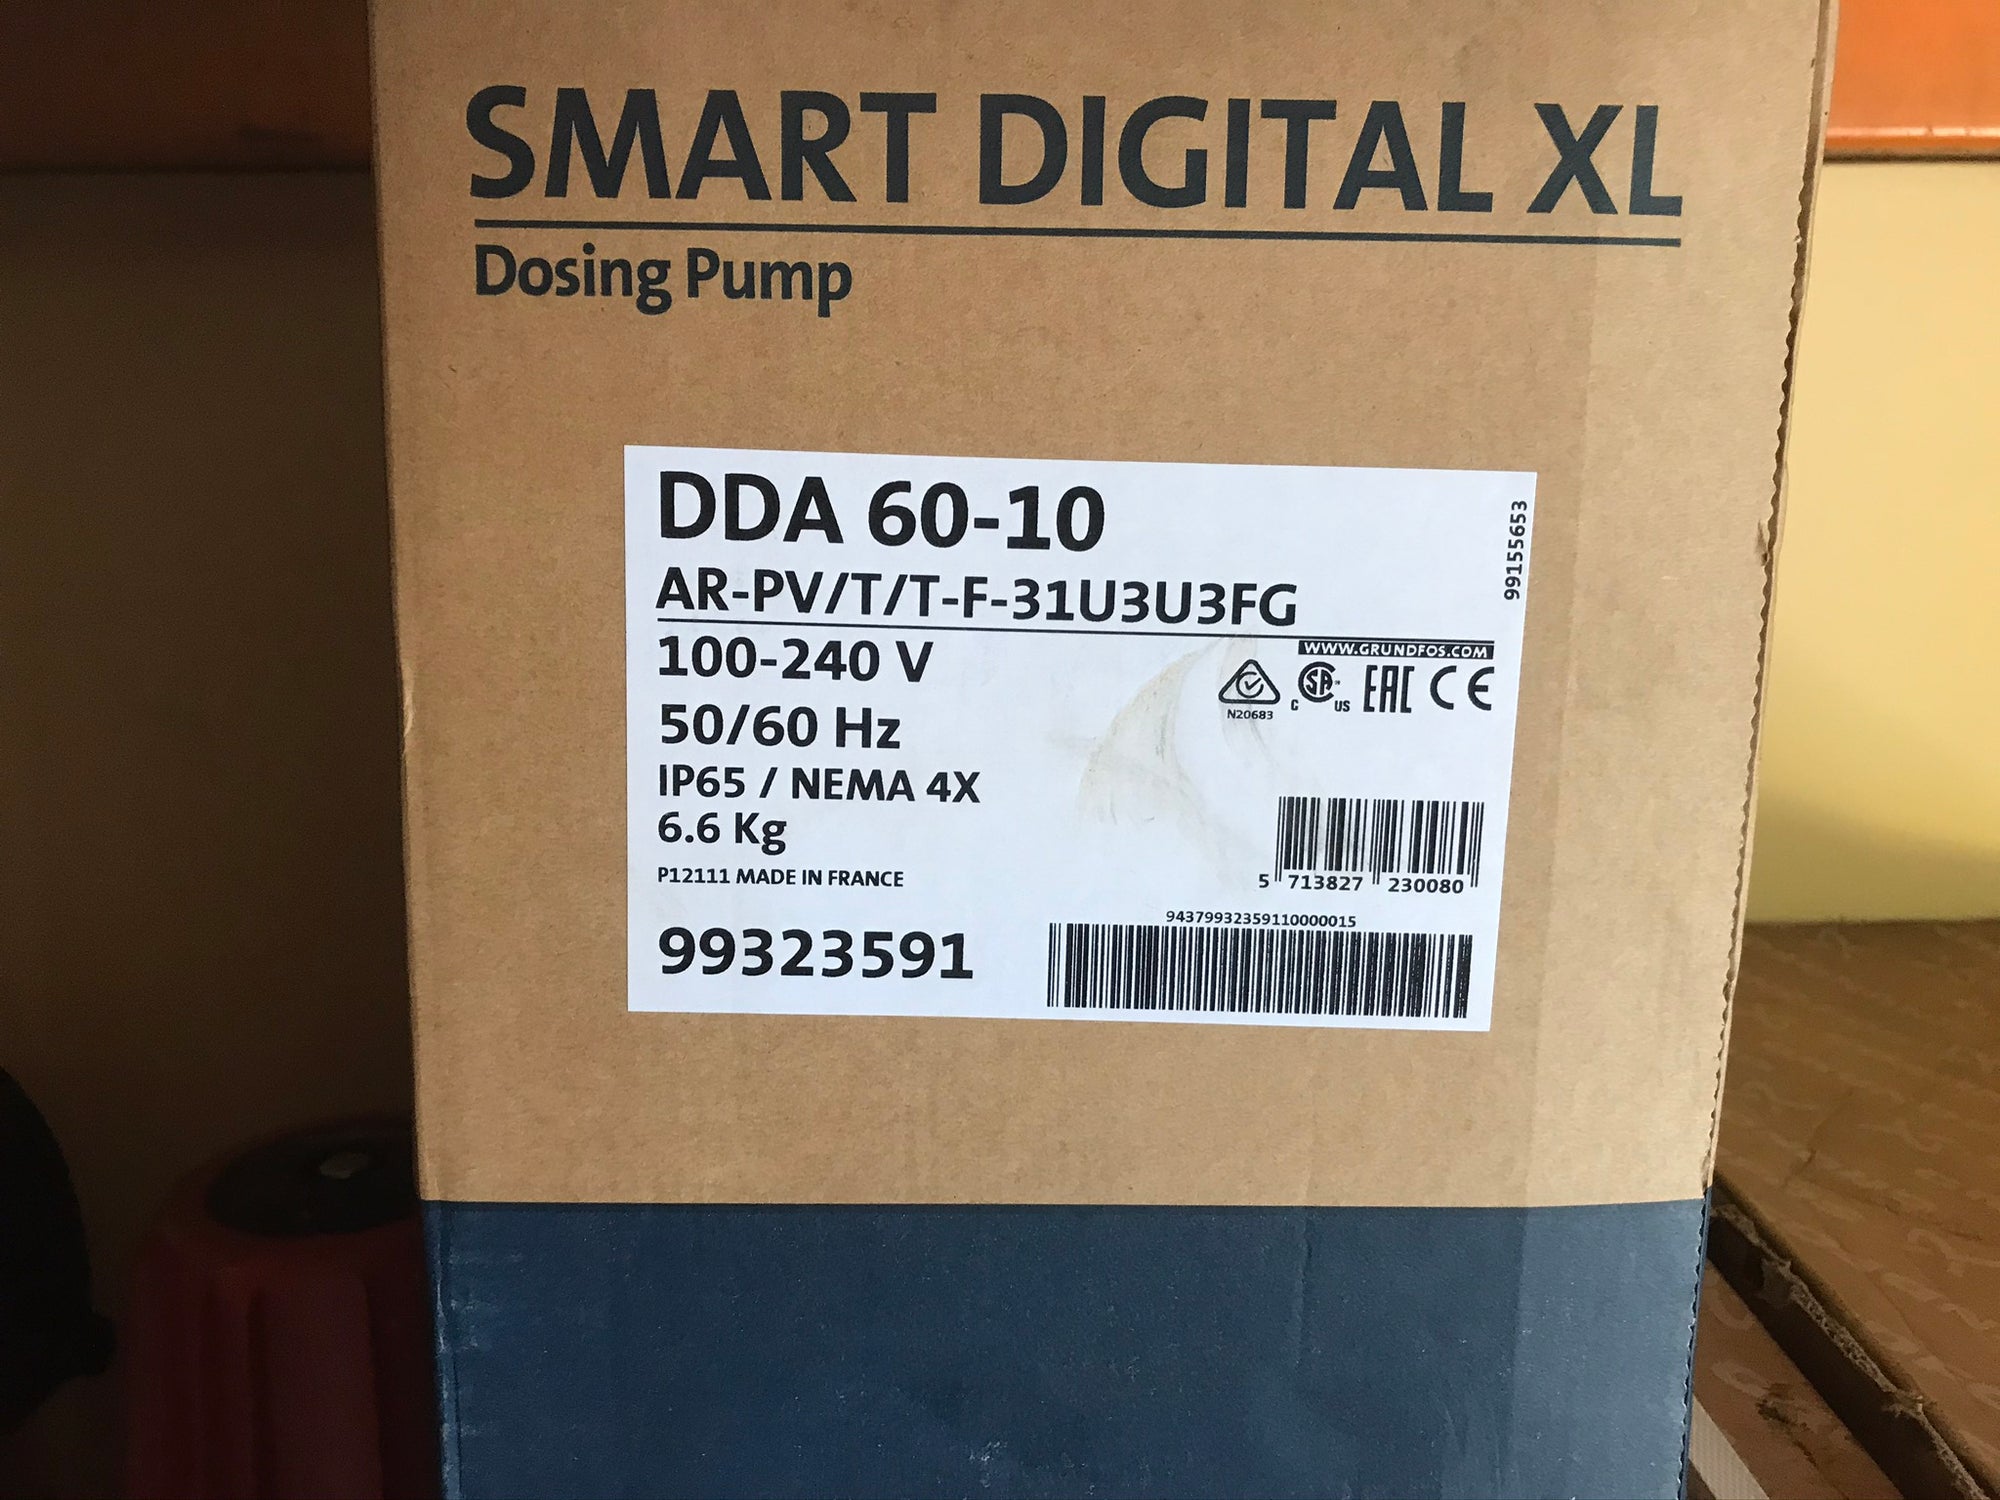 SMART DIGITAL XL
Dosing Pump
DDA 60-10
AR-PV/T/T-F-31U3U3FG
99155653
100-240 V
50/60 Hz
IP65 / NEMA 4X
6.6 Kg
P12111 MADE IN FRANCE
WWW.GRUNDFOS.COM
N20683
C SA US
EAC CE
5 713827 230080
99323591
94379932359110000015